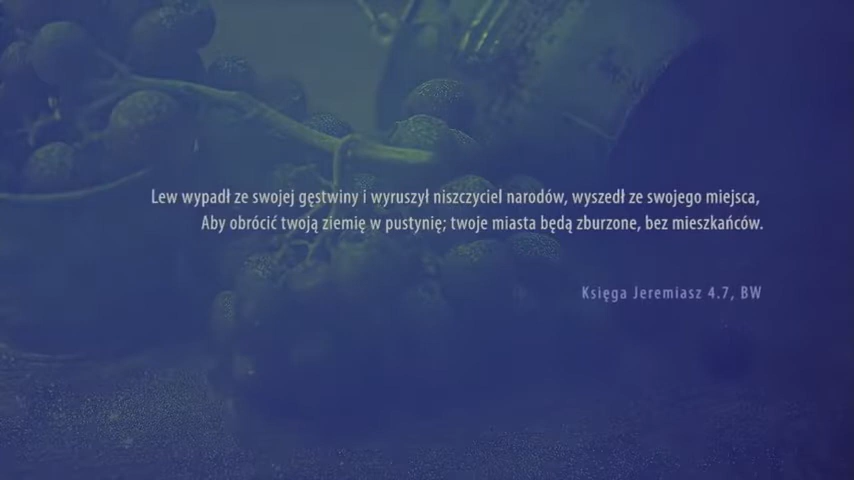 Lew wypadł ze swojej gęstwiny i wyruszył niszczyciel narodów, wyszedł ze swojego miejsca,
Aby obrócić twoją ziemię w pustynię; twoje miasta będą zburzone, bez mieszkańców.
Księga Jeremiasz 4.7, BW